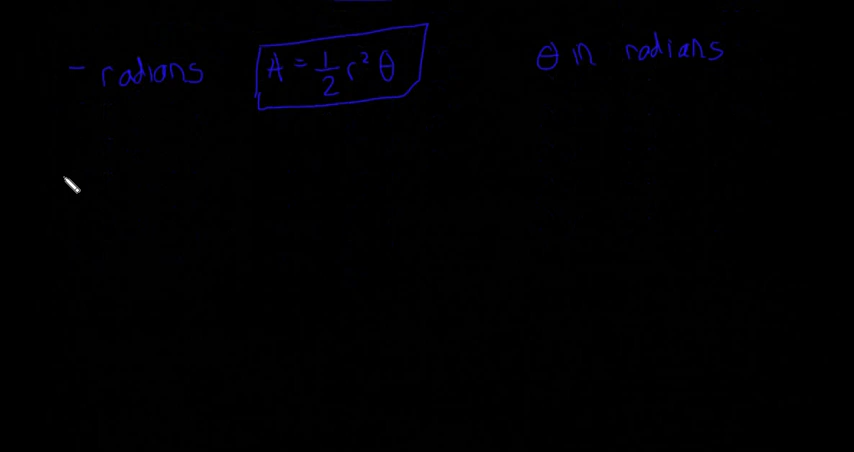 - radians A = 1/2 r² θ θ in radians